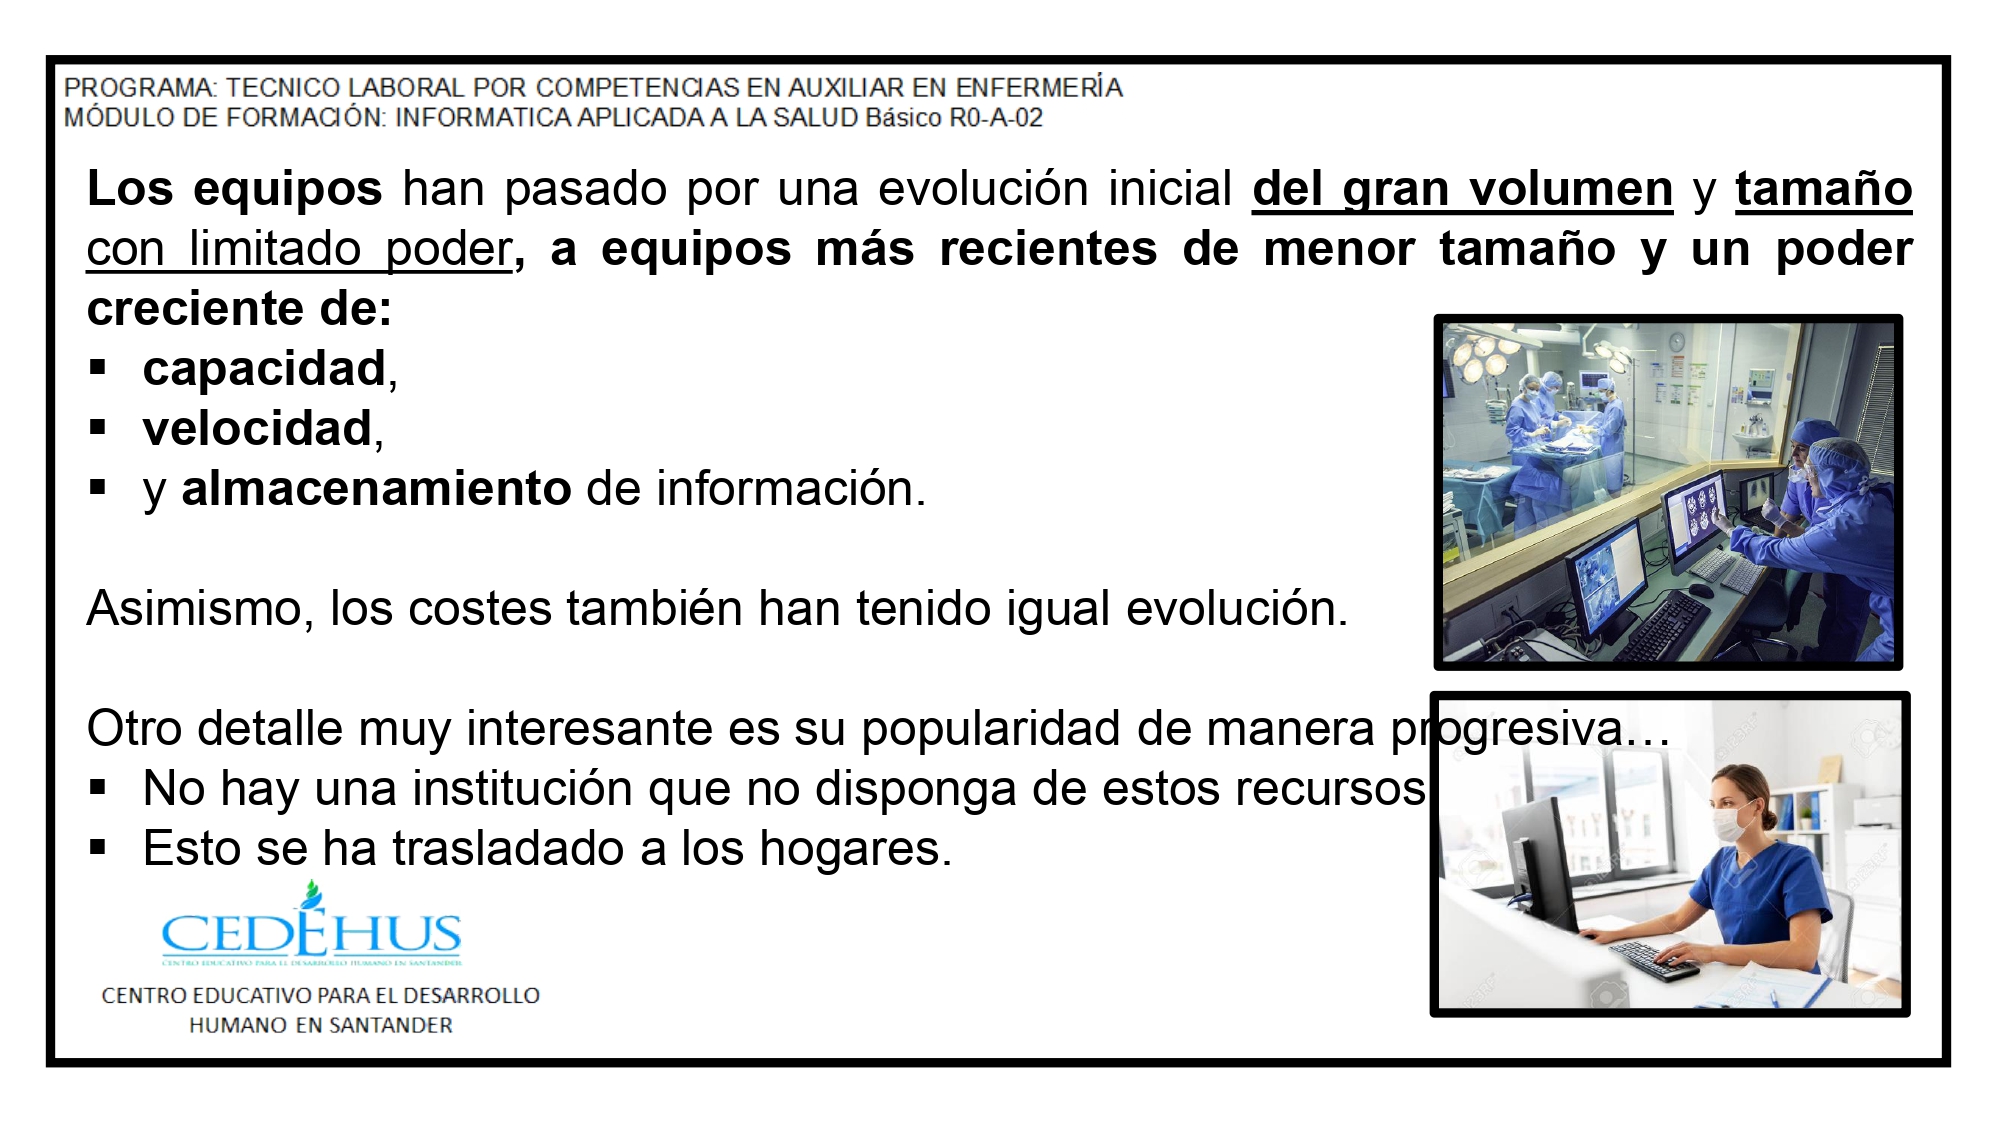 PROGRAMA: TECNICO LABORAL POR COMPETENCIAS EN AUXILIAR EN ENFERMERÍA
MÓDULO DE FORMACIÓN: INFORMATICA APLICADA A LA SALUD Básico R0-A-02
Los equipos han pasado por una evolución inicial del gran volumen y tamaño
con limitado poder, a equipos más recientes de menor tamaño y un poder
creciente de:
▪ capacidad,
▪ velocidad,
▪ y almacenamiento de información.
Asimismo, los costes también han tenido igual evolución.
Otro detalle muy interesante es su popularidad de manera progresiva…
▪ No hay una institución que no disponga de estos recursos
▪ Esto se ha trasladado a los hogares.
CEDEHUS
CENTRO EDUCATIVO PARA EL DESARROLLO HUMANO EN SANTANDER
CENTRO EDUCATIVO PARA EL DESARROLLO
HUMANO EN SANTANDER